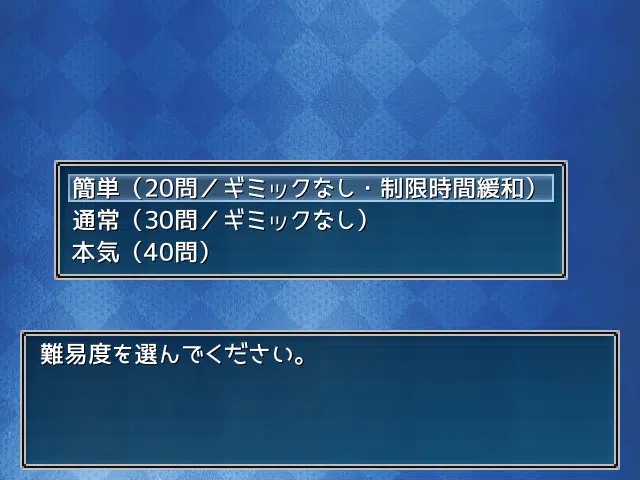 簡単（20問／ギミックなし・制限時間緩和）
通常（30問／ギミックなし）
本気（40問）
難易度を選んでください。